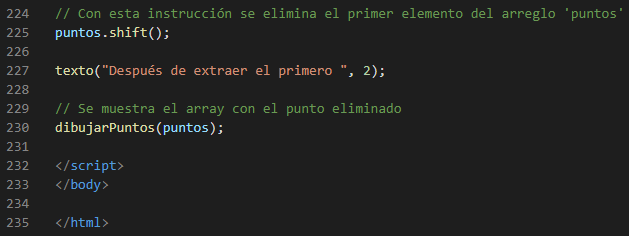 224 // Con esta instrucción se elimina el primer elemento del arreglo 'puntos'
225 puntos.shift();
226
227 texto("Después de extraer el primero ", 2);
228
229 // Se muestra el array con el punto eliminado
230 dibujarPuntos(puntos);
231
232 </script>
233 </body>
234
235 </html>